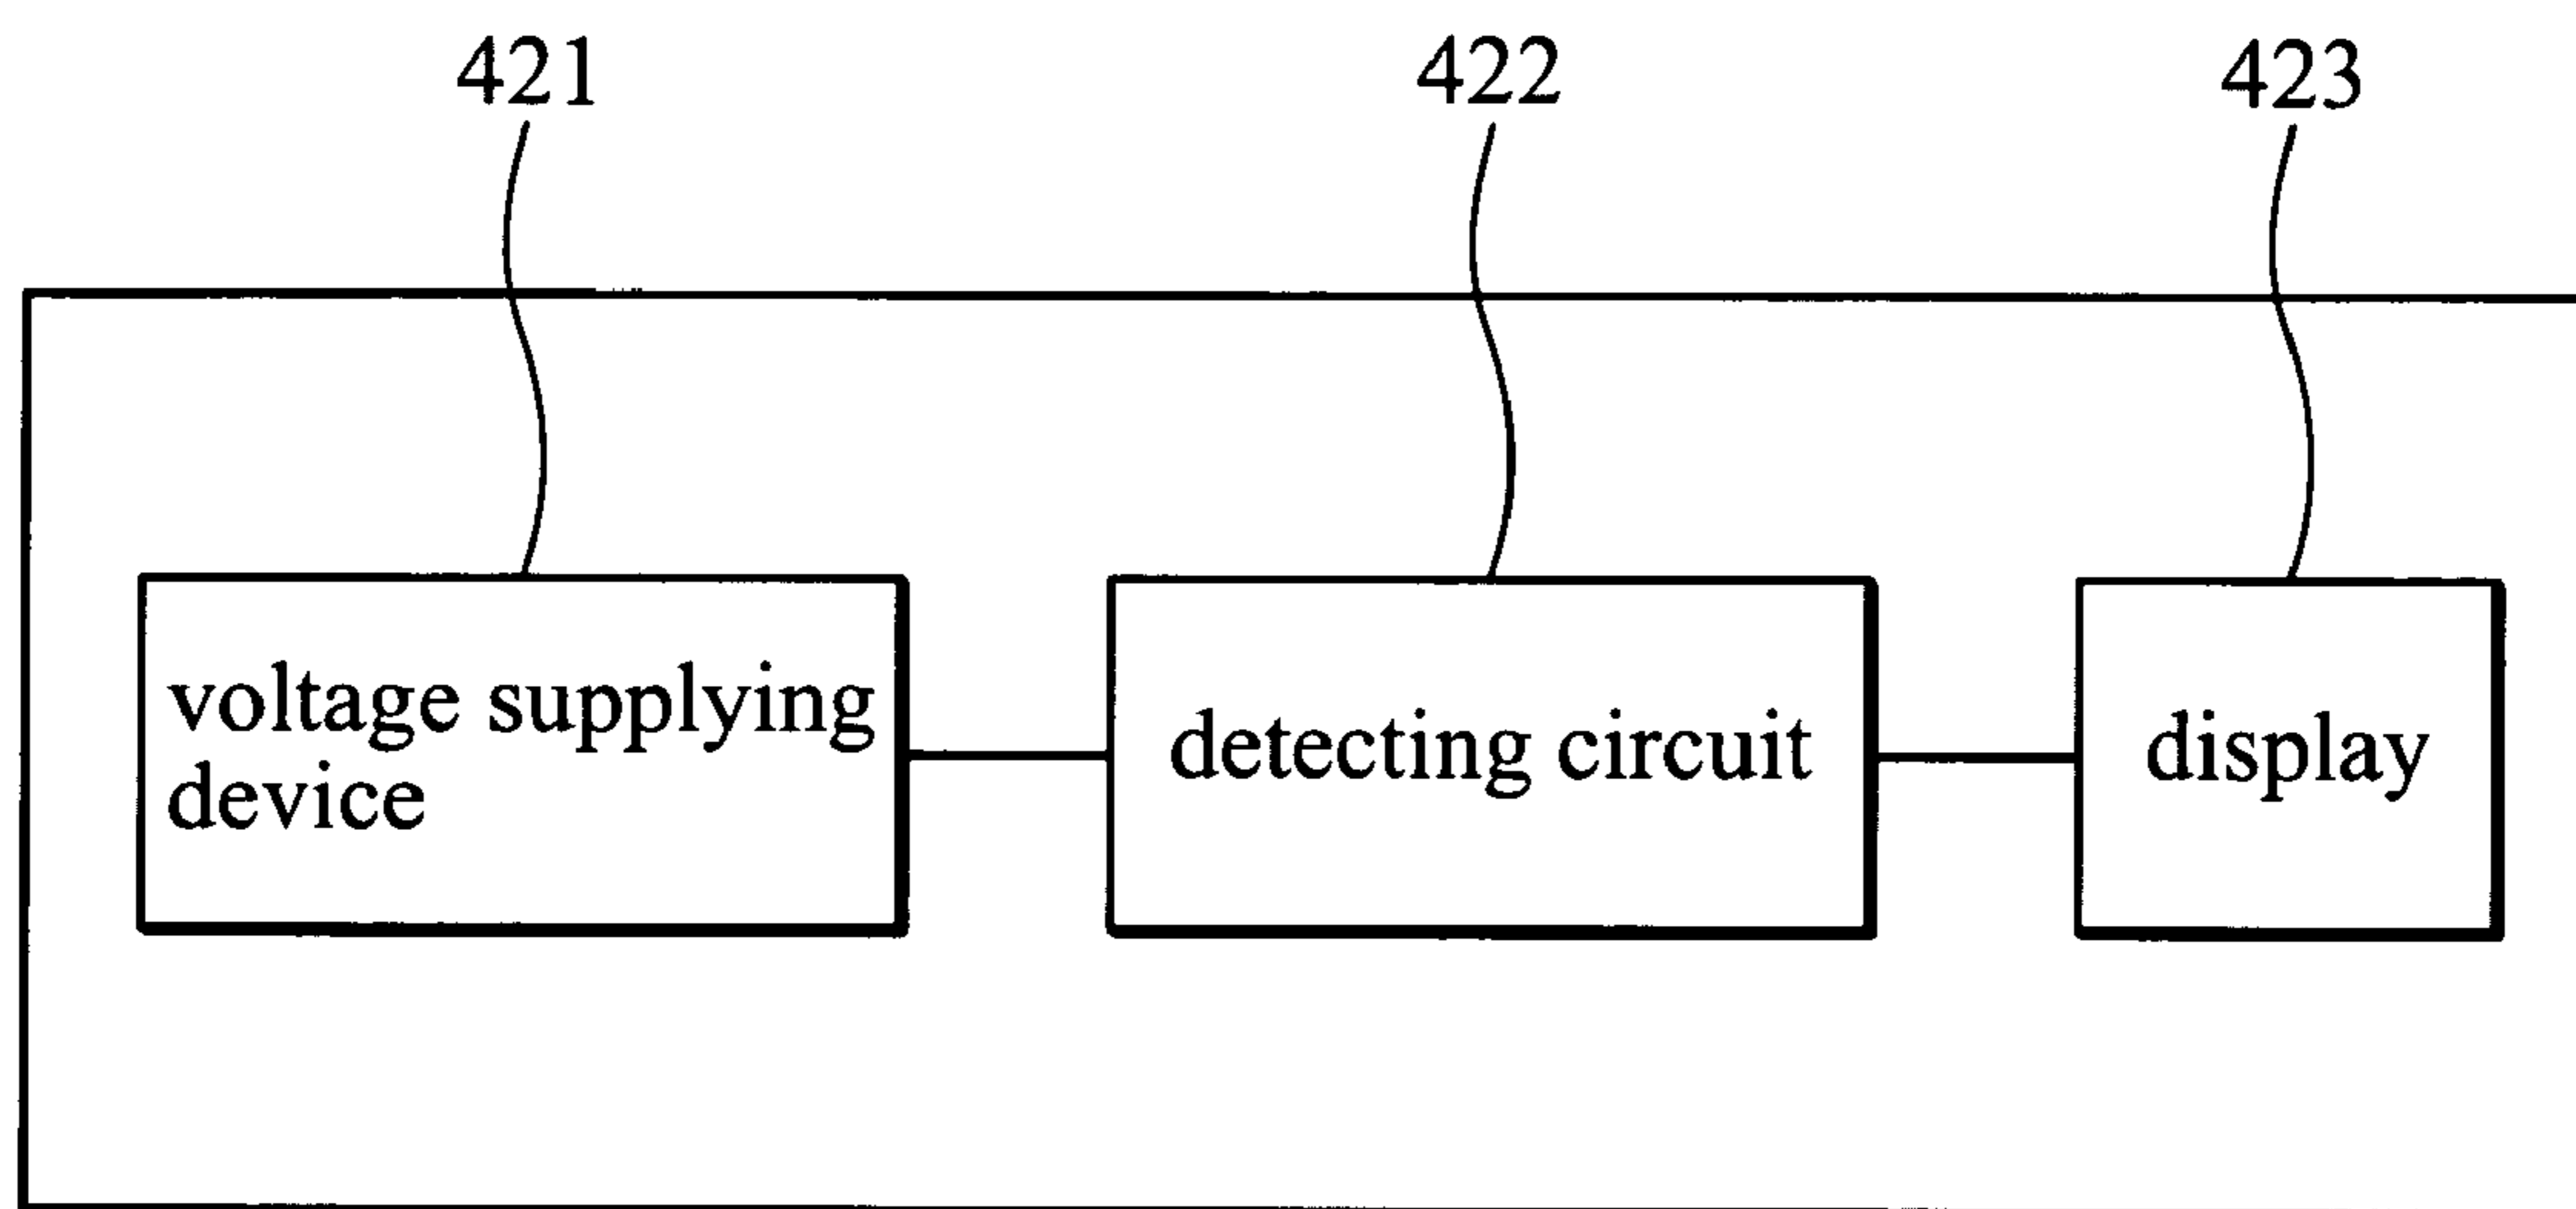 421
422
423
voltage supplying
device
detecting circuit
display